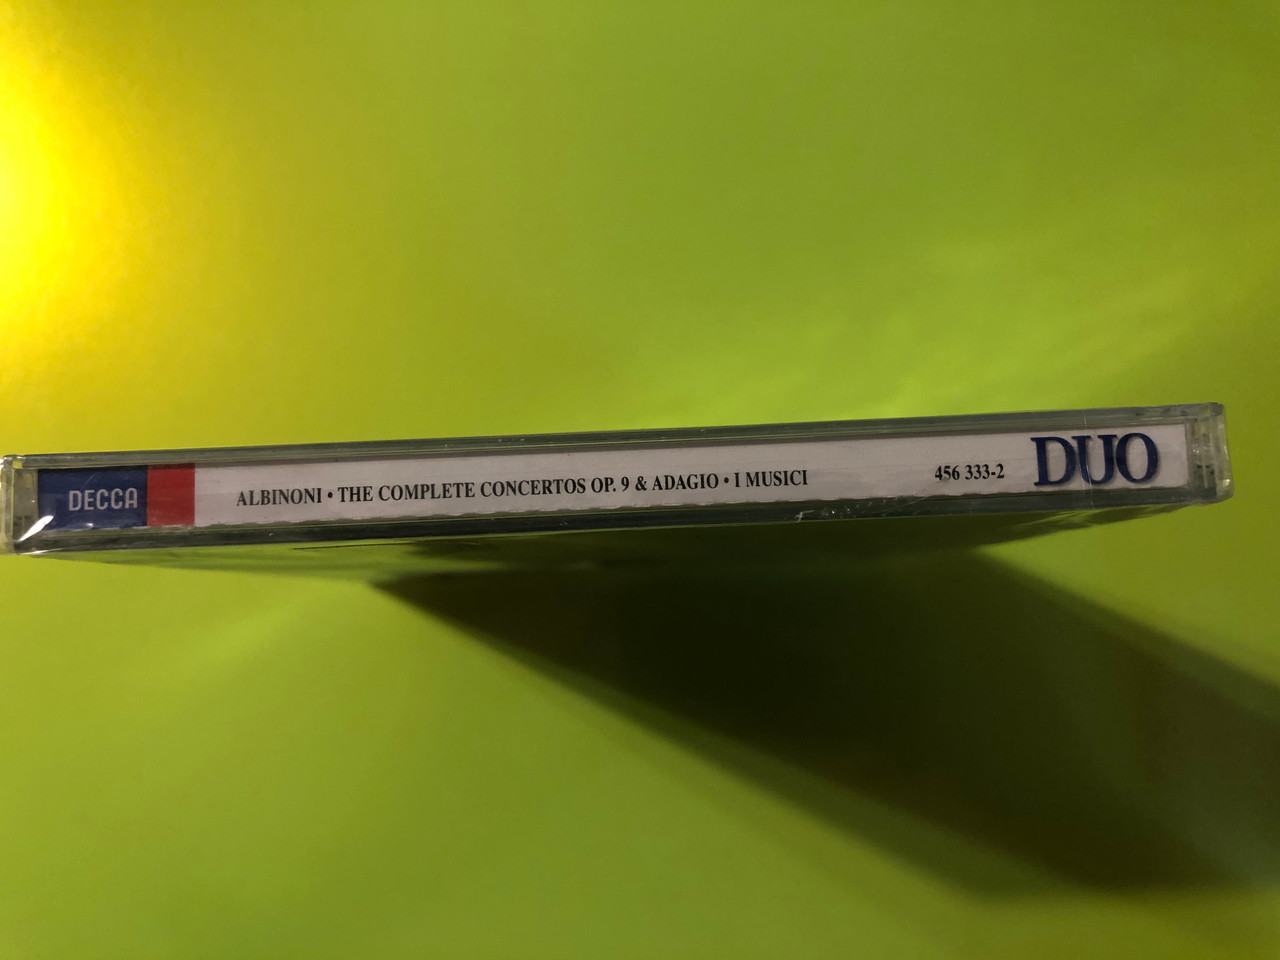 DECCA
ALBINONI • THE COMPLETE CONCERTOS OP. 9 & ADAGIO • I MUSICI
456 333-2
DUO